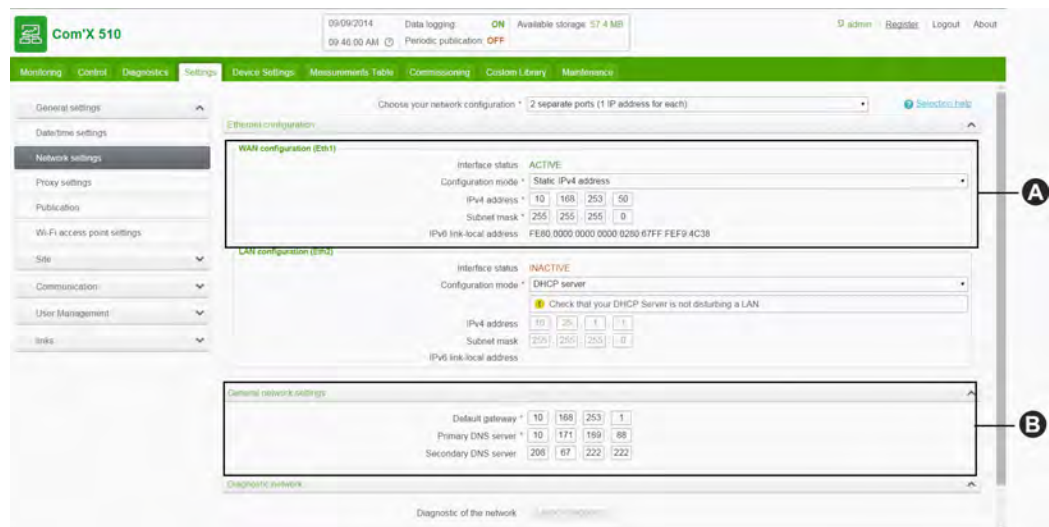 Com'X 510
09/09/2014 Data logging: ON Available storage: 57.4 MB
09:46:00 AM Periodic publication: OFF
admin Register Logout About
Monitoring Control Diagnostics Settings Device Settings Measurements Table Commissioning Custom Library Maintenance
General settings
Date/time settings
Network settings
Proxy settings
Publication
Wi-Fi access point settings
Site
Communication
User Management
links
Choose your network configuration * 2 separate ports (1 IP address for each) Selection help
Ethernet configuration
WAN configuration (Eth1)
Interface status ACTIVE
Configuration mode * Static IPv4 address
IPv4 address * 10 168 253 50
Subnet mask * 255 255 255 0
IPv6 link-local address FE80:0000:0000:0000:0280:67FF:FEF9:4C38
A
LAN configuration (Eth2)
Interface status INACTIVE
Configuration mode * DHCP server
Check that your DHCP Server is not disturbing a LAN
IPv4 address 10 25 1 1
Subnet mask 255 255 255 0
IPv6 link-local address
General network settings
Default gateway * 10 168 253 1
Primary DNS server * 10 171 169 88
Secondary DNS server 208 67 222 222
B
Diagnostic network
Diagnostic of the network